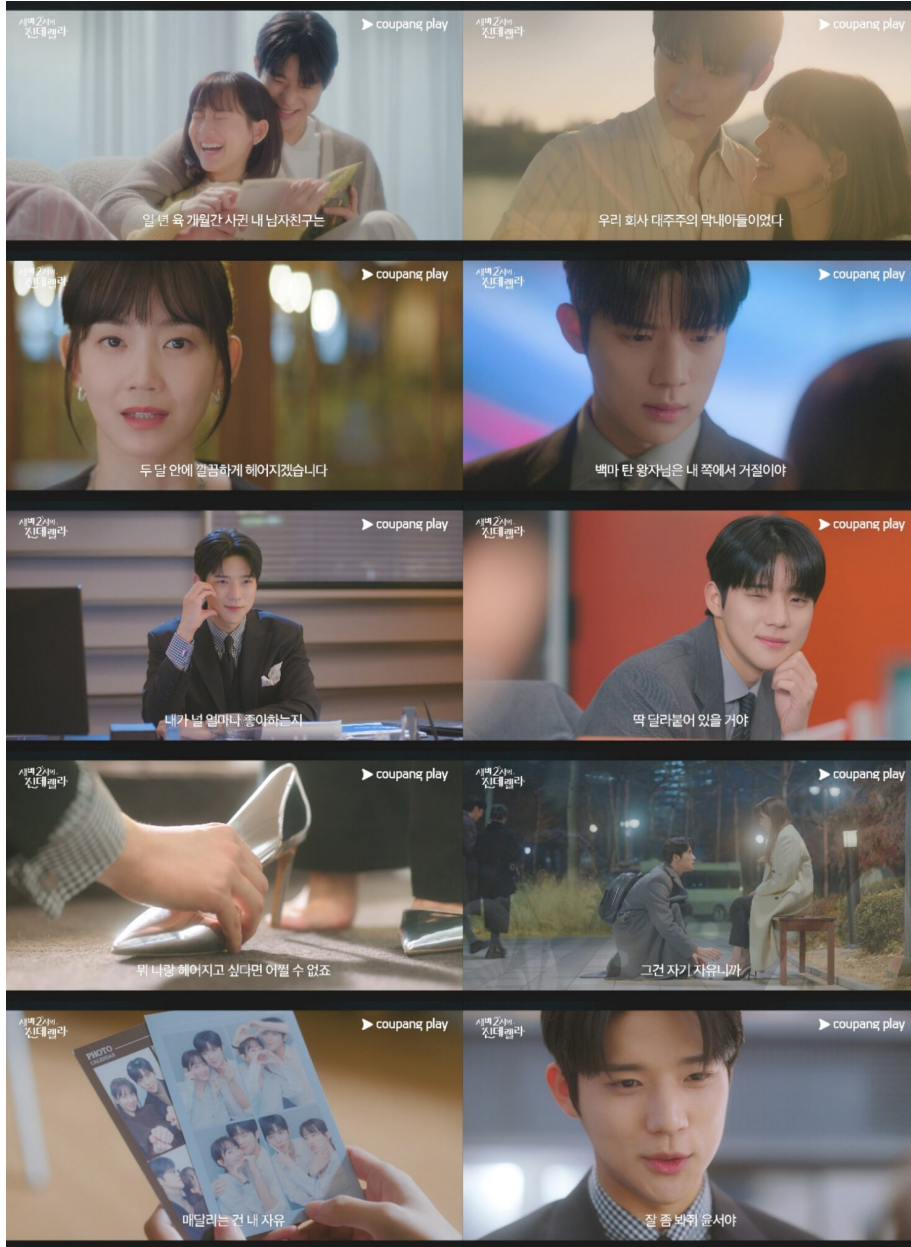 새벽2시의 신데렐라
coupang play
일 년 육 개월간 사귄 내 남자친구는
새벽2시의 신데렐라
coupang play
우리 회사 대주주의 막내아들이었다
새벽2시의 신데렐라
coupang play
두 달 안에 깔끔하게 헤어지겠습니다
새벽2시의 신데렐라
coupang play
백마 탄 왕자님은 내 쪽에서 거절이야
새벽2시의 신데렐라
coupang play
내가 널 얼마나 좋아하는지
새벽2시의 신데렐라
coupang play
딱 달라붙어 있을 거야
새벽2시의 신데렐라
coupang play
뭐 나랑 헤어지고 싶다면 어쩔 수 없죠
새벽2시의 신데렐라
coupang play
그건 자기 자유니까
새벽2시의 신데렐라
coupang play
PHOTO
CALENDAR
매달리는 건 내 자유
새벽2시의 신데렐라
coupang play
잘 좀 봐줘 윤서야